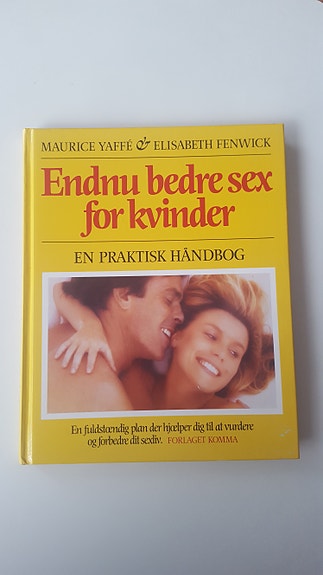 MAURICE YAFFÉ & ELISABETH FENWICK
Endnu bedre sex
for kvinder
EN PRAKTISK HÅNDBOG
En fuldstændig plan der hjælper dig til at vurdere
og forbedre dit sexliv. FORLAGET KOMMA